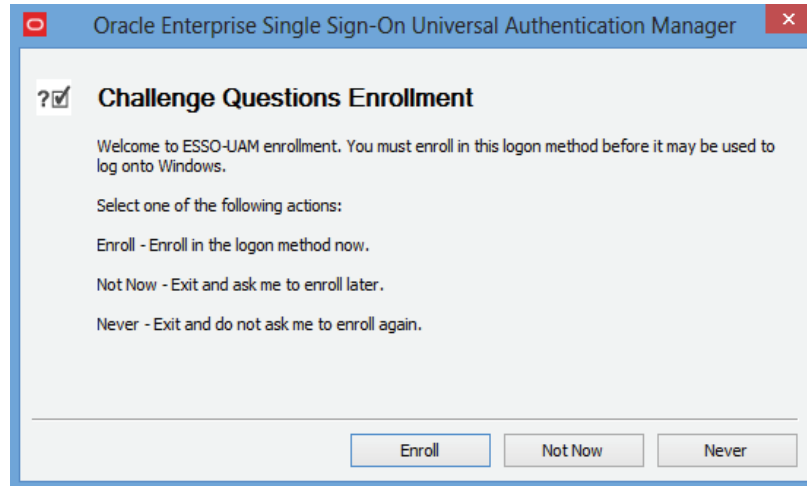 Oracle Enterprise Single Sign-On Universal Authentication Manager
Challenge Questions Enrollment
Welcome to ESSO-UAM enrollment. You must enroll in this logon method before it may be used to
log onto Windows.
Select one of the following actions:
Enroll - Enroll in the logon method now.
Not Now - Exit and ask me to enroll later.
Never - Exit and do not ask me to enroll again.
Enroll
Not Now
Never